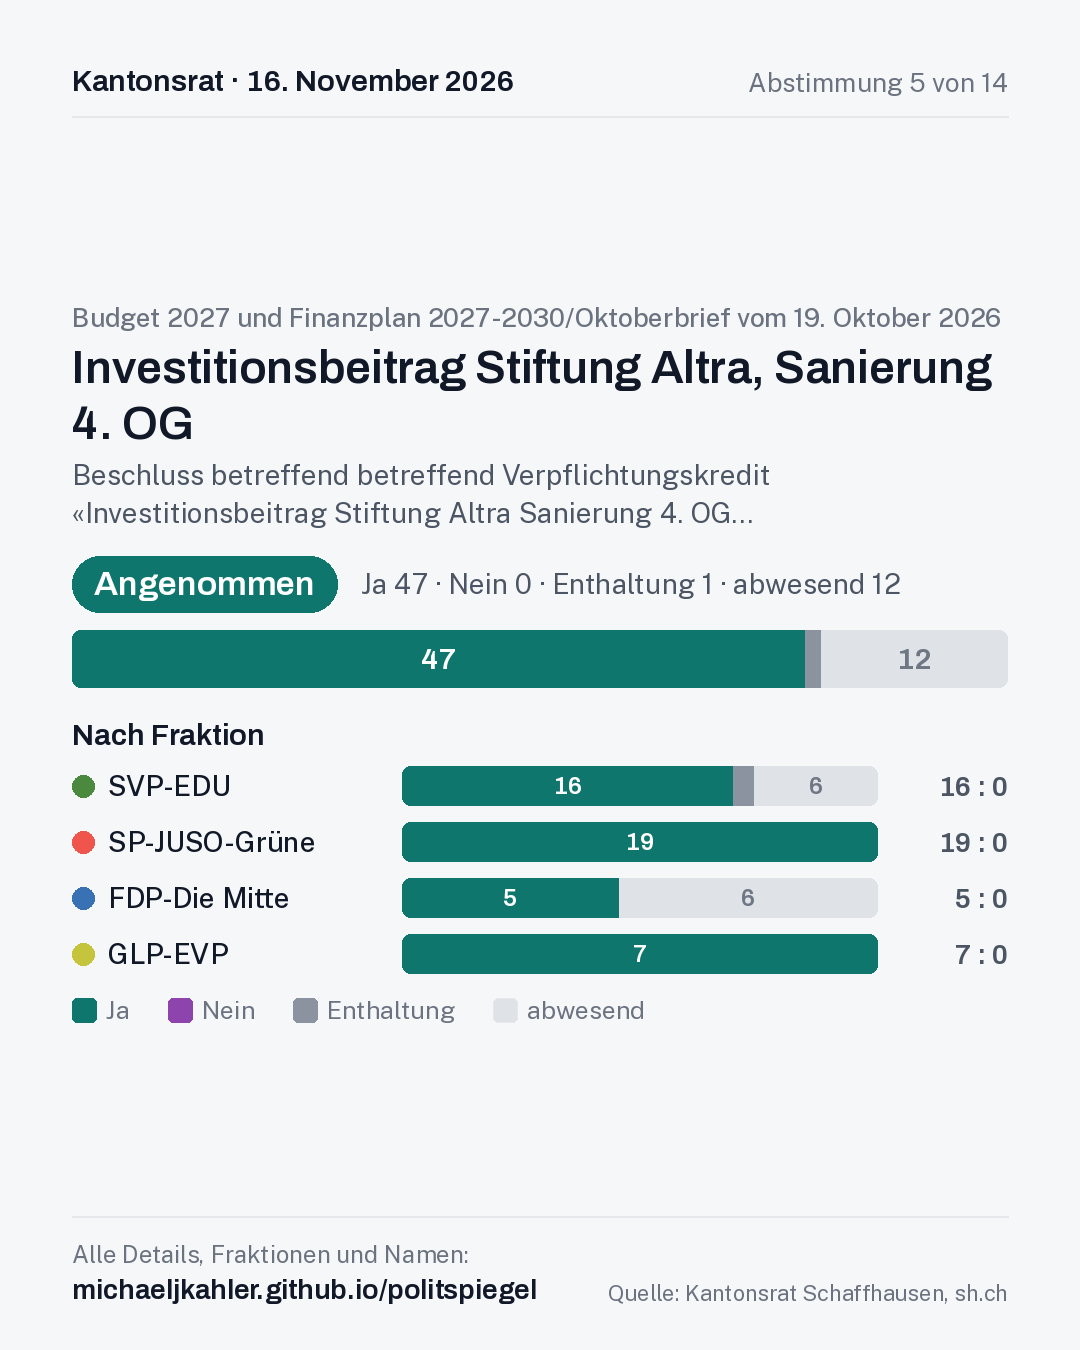 Kantonsrat · 16. November 2026
Abstimmung 5 von 14
Budget 2027 und Finanzplan 2027-2030/Oktoberbrief vom 19. Oktober 2026
Investitionsbeitrag Stiftung Altra, Sanierung
4. OG
Beschluss betreffend betreffend Verpflichtungskredit
«Investitionsbeitrag Stiftung Altra Sanierung 4. OG…
Angenommen Ja 47 · Nein 0 · Enthaltung 1 · abwesend 12
47 12
Nach Fraktion
SVP-EDU 16 6 16 : 0
SP-JUSO-Grüne 19 19 : 0
FDP-Die Mitte 5 6 5 : 0
GLP-EVP 7 7 : 0
Ja Nein Enthaltung abwesend
Alle Details, Fraktionen und Namen:
michaeljkahler.github.io/politspiegel
Quelle: Kantonsrat Schaffhausen, sh.ch